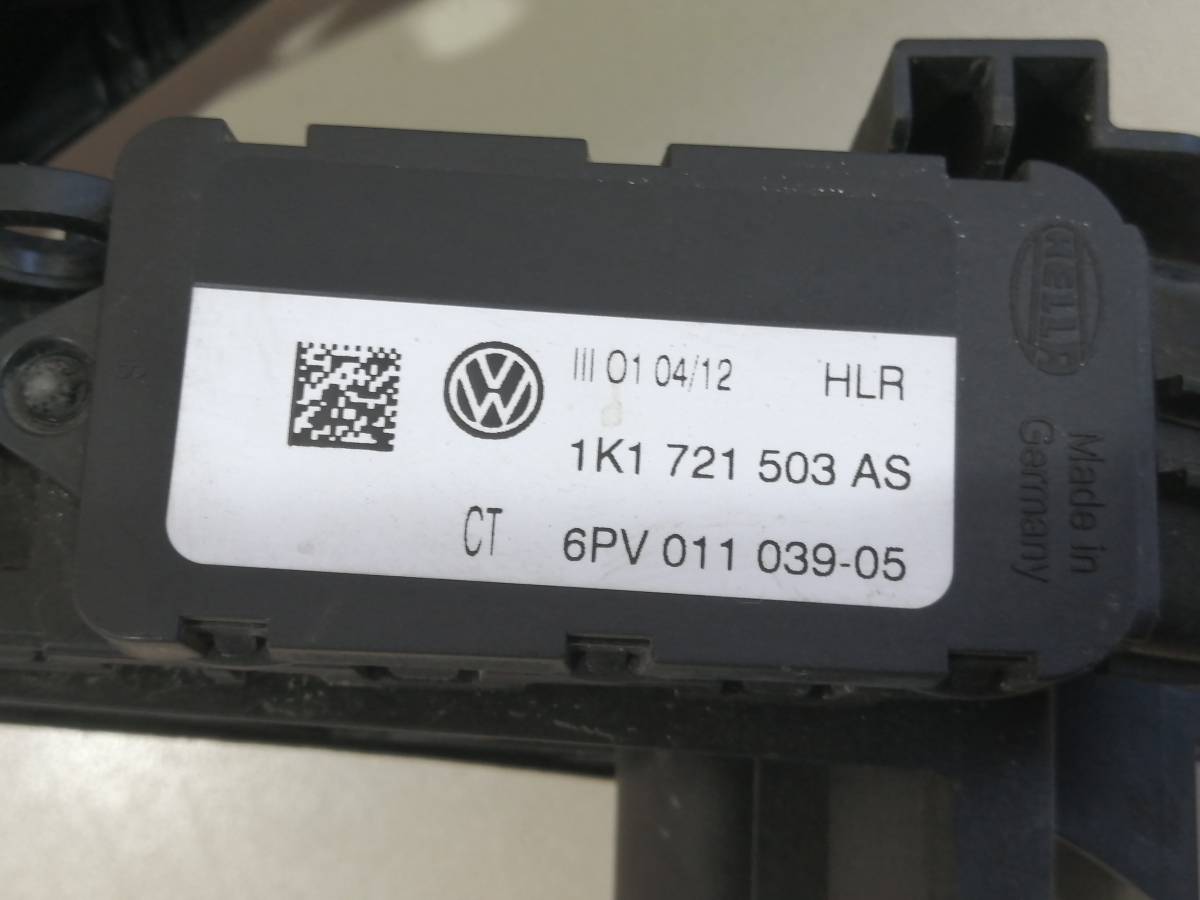 III O1 04/12 HLR
1K1 721 503 AS
CT 6PV 011 039-05
HELLA
Made in
Germany